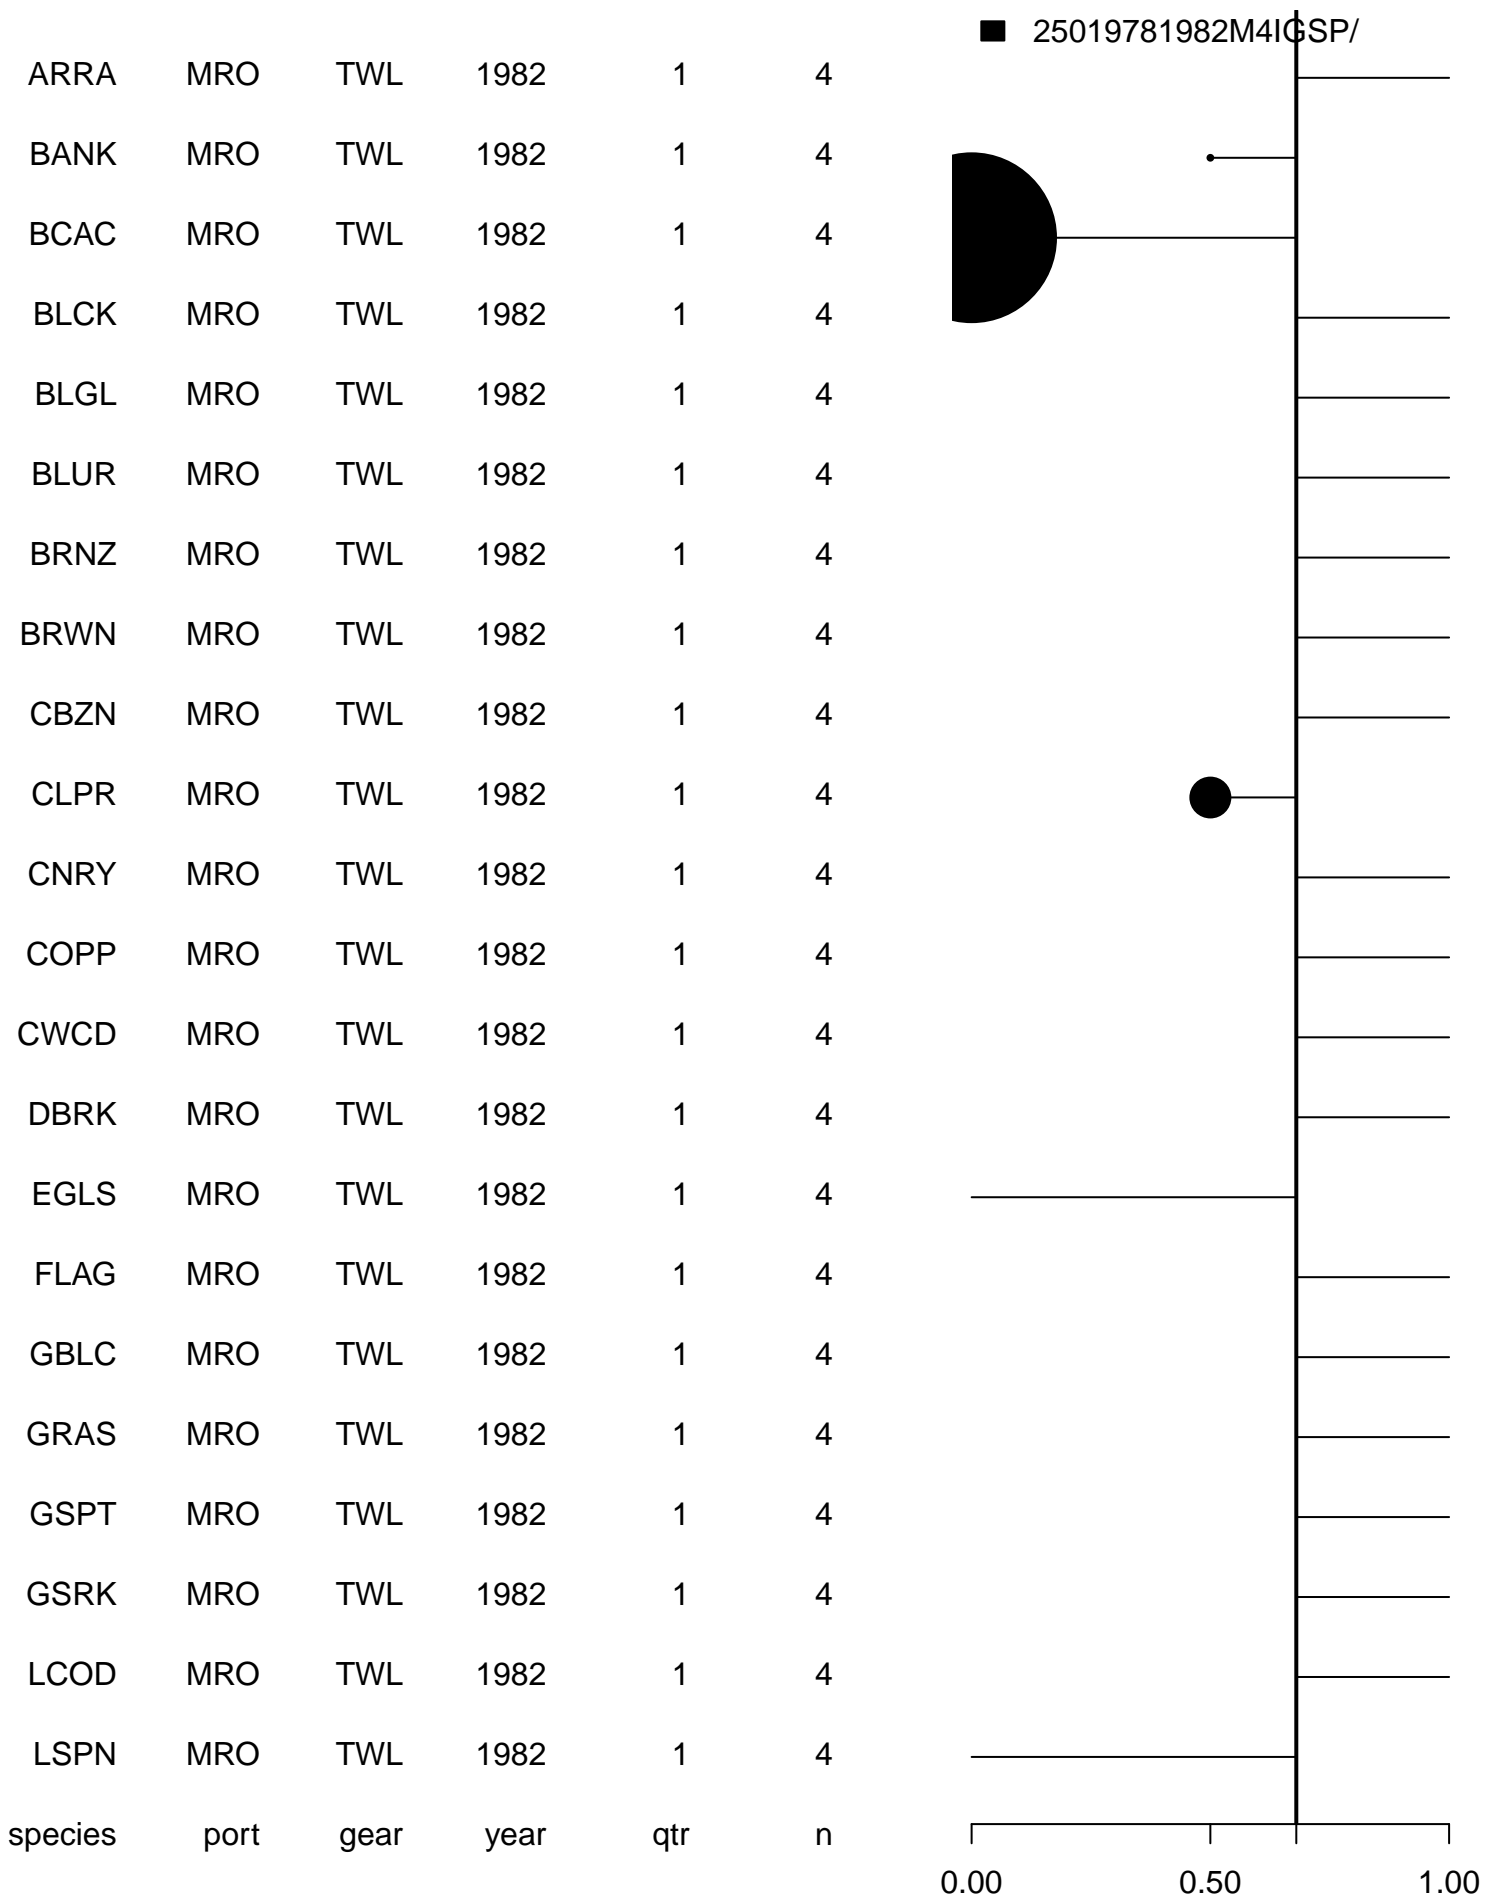 25019781982M4IGSP/
ARRA MRO TWL 1982 1 4
BANK MRO TWL 1982 1 4
BCAC MRO TWL 1982 1 4
BLCK MRO TWL 1982 1 4
BLGL MRO TWL 1982 1 4
BLUR MRO TWL 1982 1 4
BRNZ MRO TWL 1982 1 4
BRWN MRO TWL 1982 1 4
CBZN MRO TWL 1982 1 4
CLPR MRO TWL 1982 1 4
CNRY MRO TWL 1982 1 4
COPP MRO TWL 1982 1 4
CWCD MRO TWL 1982 1 4
DBRK MRO TWL 1982 1 4
EGLS MRO TWL 1982 1 4
FLAG MRO TWL 1982 1 4
GBLC MRO TWL 1982 1 4
GRAS MRO TWL 1982 1 4
GSPT MRO TWL 1982 1 4
GSRK MRO TWL 1982 1 4
LCOD MRO TWL 1982 1 4
LSPN MRO TWL 1982 1 4
species port gear year qtr n
0.00 0.50 1.00